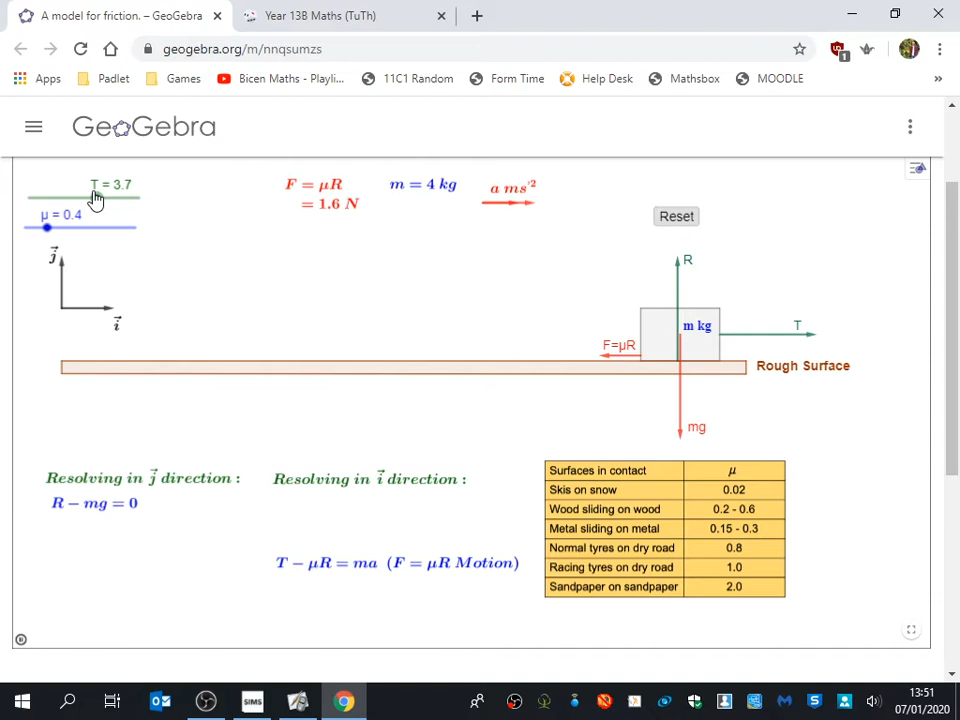 A model for friction. – GeoGebra
Year 13B Maths (TuTh)
geogebra.org/m/nnqsumzs
1
Apps
Padlet
Games
Bicen Maths - Playli...
11C1 Random
Form Time
Help Desk
Mathsbox
MOODLE
»
GeoGebra
T = 3.7
μ = 0.4
F = μR
= 1.6 N
m = 4 kg
a ms⁻²
Reset
j
i
R
m kg
T
F=μR
Rough Surface
mg
Resolving in j direction :
R − mg = 0
Resolving in i direction :
T − μR = ma (F = μR Motion)
Surfaces in contact μ
Skis on snow 0.02
Wood sliding on wood 0.2 - 0.6
Metal sliding on metal 0.15 - 0.3
Normal tyres on dry road 0.8
Racing tyres on dry road 1.0
Sandpaper on sandpaper 2.0
SIMS
13:51
07/01/2020